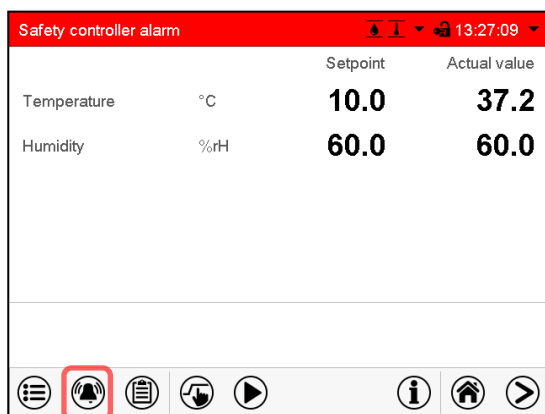 Safety controller alarm 13:27:09
Setpoint Actual value
Temperature °C 10.0 37.2
Humidity %rH 60.0 60.0